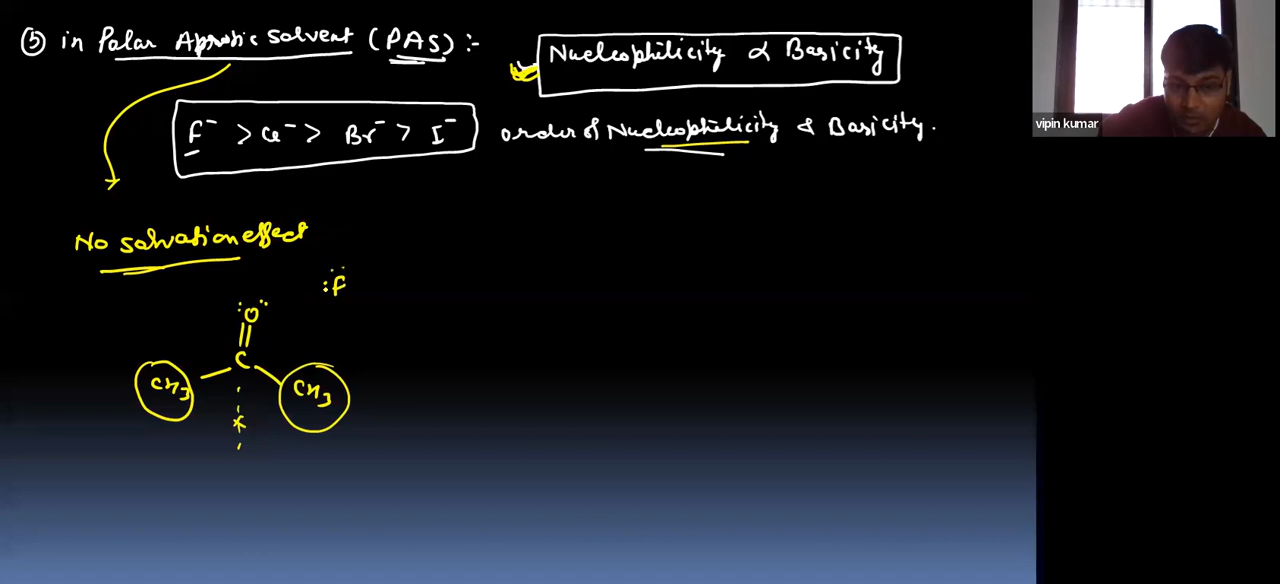 ⑤ in Polar Aprotic solvent (PAS) :-
Nucleophilicity ∝ Basicity
F⁻ > Cl⁻ > Br⁻ > I⁻ order of Nucleophilicity & Basicity.
vipin kumar
No solvation effect
:F̈
:O:
||
C
CH₃ CH₃